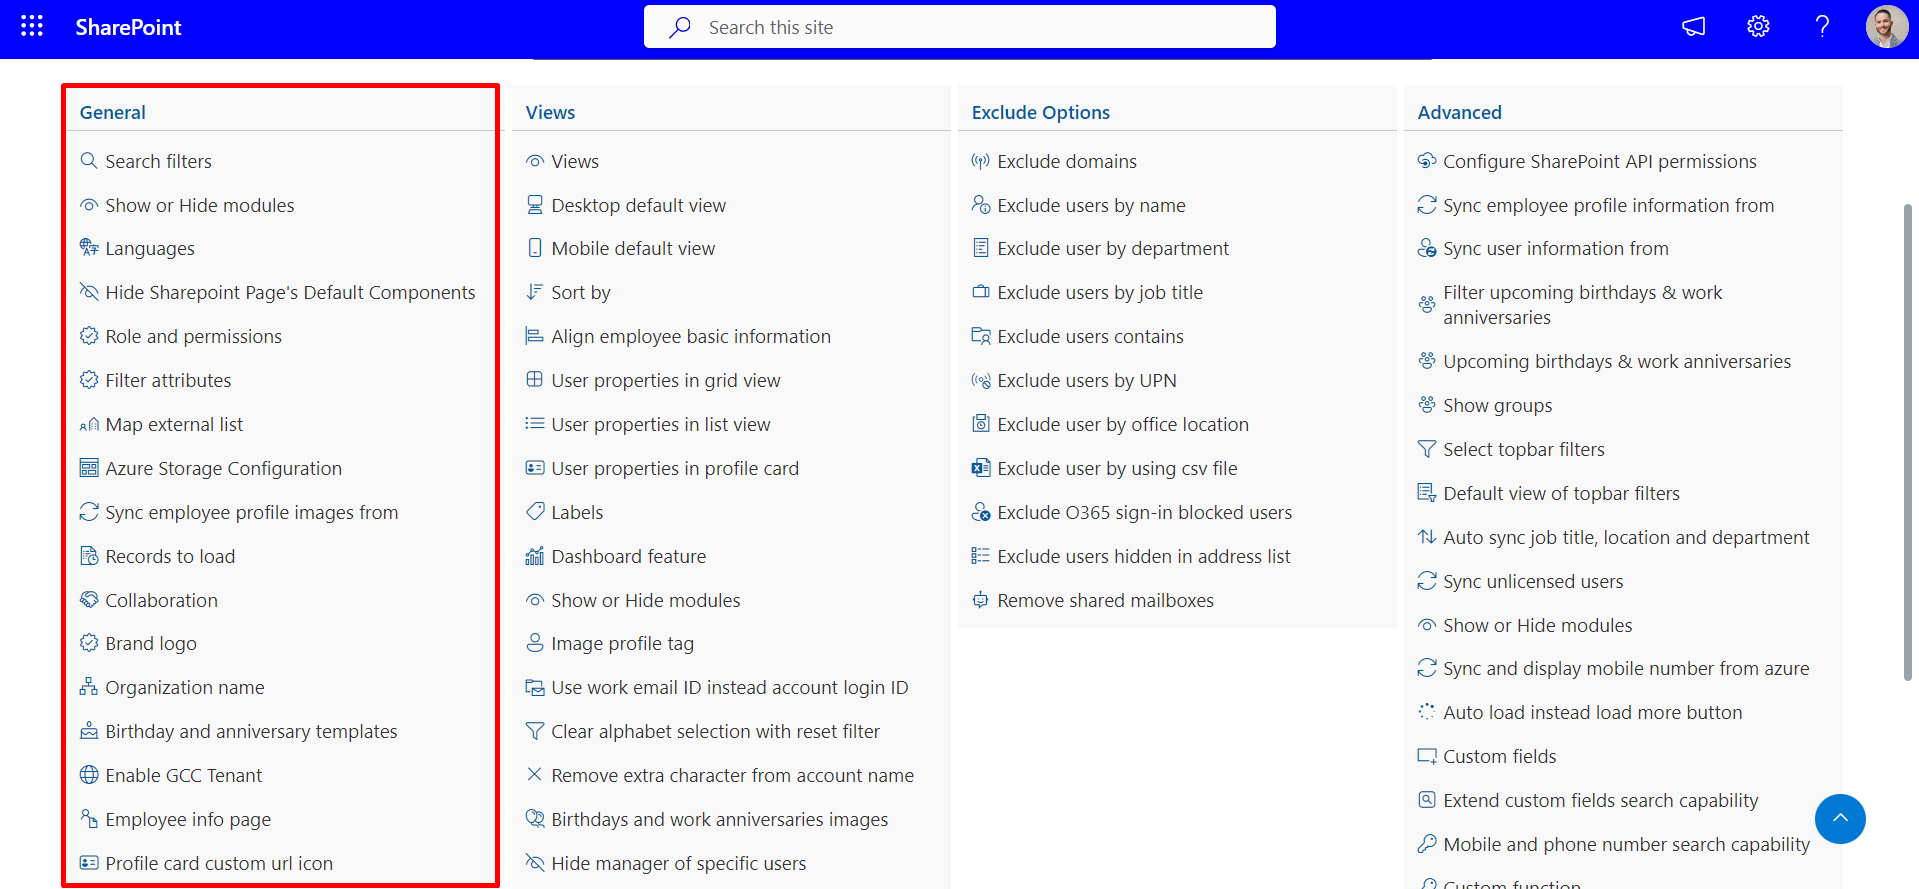 SharePoint
Search this site
General
Search filters
Show or Hide modules
Languages
Hide Sharepoint Page's Default Components
Role and permissions
Filter attributes
Map external list
Azure Storage Configuration
Sync employee profile images from
Records to load
Collaboration
Brand logo
Organization name
Birthday and anniversary templates
Enable GCC Tenant
Employee info page
Profile card custom url icon
Views
Views
Desktop default view
Mobile default view
Sort by
Align employee basic information
User properties in grid view
User properties in list view
User properties in profile card
Labels
Dashboard feature
Show or Hide modules
Image profile tag
Use work email ID instead account login ID
Clear alphabet selection with reset filter
Remove extra character from account name
Birthdays and work anniversaries images
Hide manager of specific users
Exclude Options
Exclude domains
Exclude users by name
Exclude user by department
Exclude users by job title
Exclude users contains
Exclude users by UPN
Exclude user by office location
Exclude user by using csv file
Exclude O365 sign-in blocked users
Exclude users hidden in address list
Remove shared mailboxes
Advanced
Configure SharePoint API permissions
Sync employee profile information from
Sync user information from
Filter upcoming birthdays & work
anniversaries
Upcoming birthdays & work anniversaries
Show groups
Select topbar filters
Default view of topbar filters
Auto sync job title, location and department
Sync unlicensed users
Show or Hide modules
Sync and display mobile number from azure
Auto load instead load more button
Custom fields
Extend custom fields search capability
Mobile and phone number search capability
Custom function